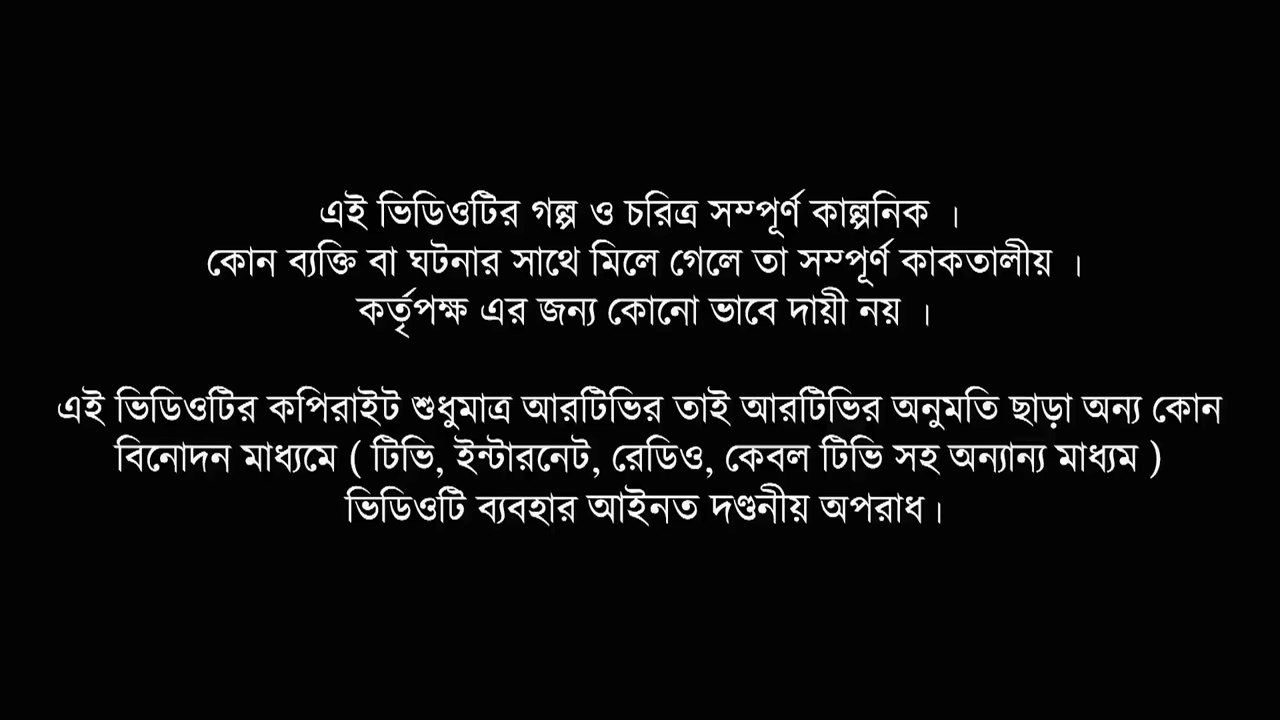 এই ভিডিওটির গল্প ও চরিত্র সম্পূর্ণ কাল্পনিক ।
কোন ব্যক্তি বা ঘটনার সাথে মিলে গেলে তা সম্পূর্ণ কাকতালীয় ।
কর্তৃপক্ষ এর জন্য কোনো ভাবে দায়ী নয় ।
এই ভিডিওটির কপিরাইট শুধুমাত্র আরটিভির তাই আরটিভির অনুমতি ছাড়া অন্য কোন
বিনোদন মাধ্যমে ( টিভি, ইন্টারনেট, রেডিও, কেবল টিভি সহ অন্যান্য মাধ্যম )
ভিডিওটি ব্যবহার আইনত দণ্ডনীয় অপরাধ।